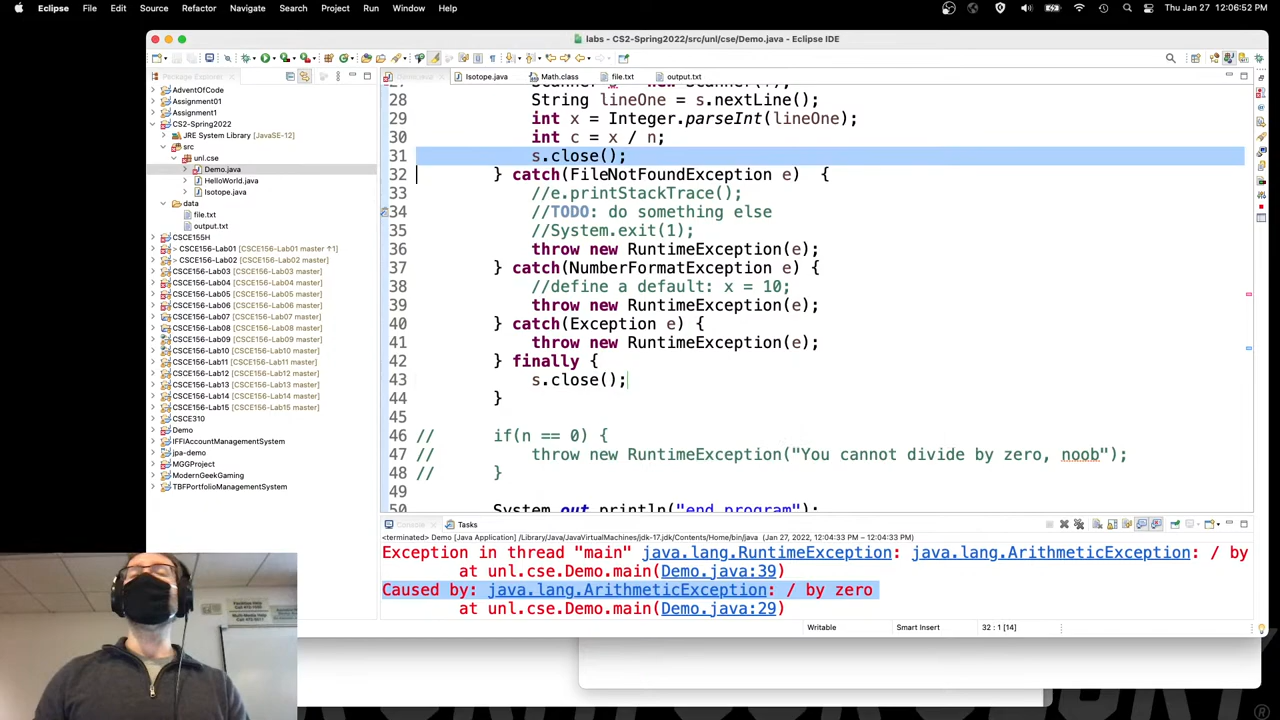 Eclipse File Edit Source Refactor Navigate Search Project Run Window Help Thu Jan 27 12:06:52 PM
labs - CS2-Spring2022/src/unl/cse/Demo.java - Eclipse IDE
Package Explorer
Demo.java Isotope.java Math.class file.txt output.txt
AdventOfCode
Assignment01
Assignment1
CS2-Spring2022
JRE System Library [JavaSE-12]
src
unl.cse
Demo.java
HelloWorld.java
Isotope.java
data
file.txt
output.txt
CSCE155H
> CSCE156-Lab01 [CSCE156-Lab01 master ↑1]
> CSCE156-Lab02 [CSCE156-Lab02 master]
CSCE156-Lab03 [CSCE156-Lab03 master]
CSCE156-Lab04 [CSCE156-Lab04 master]
CSCE156-Lab05 [CSCE156-Lab05 master]
CSCE156-Lab06 [CSCE156-Lab06 master]
CSCE156-Lab07 [CSCE156-Lab07 master]
CSCE156-Lab08 [CSCE156-Lab08 master]
CSCE156-Lab09 [CSCE156-Lab09 master]
CSCE156-Lab10 [CSCE156-Lab10 master]
CSCE156-Lab11 [CSCE156-Lab11 master]
CSCE156-Lab12 [CSCE156-Lab12 master]
CSCE156-Lab13 [CSCE156-Lab13 master]
CSCE156-Lab14 [CSCE156-Lab14 master]
CSCE156-Lab15 [CSCE156-Lab15 master]
CSCE310
Demo
IFFIAccountManagementSystem
jpa-demo
MGGProject
ModernGeekGaming
TBFPortfolioManagementSystem
28 String lineOne = s.nextLine();
29 int x = Integer.parseInt(lineOne);
30 int c = x / n;
31 s.close();
32 } catch(FileNotFoundException e) {
33 //e.printStackTrace();
34 //TODO: do something else
35 //System.exit(1);
36 throw new RuntimeException(e);
37 } catch(NumberFormatException e) {
38 //define a default: x = 10;
39 throw new RuntimeException(e);
40 } catch(Exception e) {
41 throw new RuntimeException(e);
42 } finally {
43 s.close();
44 }
45
46 // if(n == 0) {
47 // throw new RuntimeException("You cannot divide by zero, noob");
48 // }
49
50 System.out.println("end program");
Console Tasks
<terminated> Demo [Java Application] /Library/Java/JavaVirtualMachines/jdk-17.jdk/Contents/Home/bin/java (Jan 27, 2022, 12:04:33 PM – 12:04:33 PM)
Exception in thread "main" java.lang.RuntimeException: java.lang.ArithmeticException: / by
at unl.cse.Demo.main(Demo.java:39)
Caused by: java.lang.ArithmeticException: / by zero
at unl.cse.Demo.main(Demo.java:29)
Writable Smart Insert 32 : 1 [14]